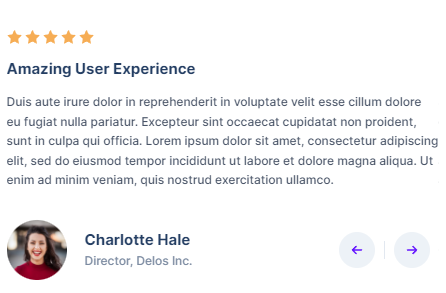 Amazing User Experience
Duis aute irure dolor in reprehenderit in voluptate velit esse cillum dolore
eu fugiat nulla pariatur. Excepteur sint occaecat cupidatat non proident,
sunt in culpa qui officia. Lorem ipsum dolor sit amet, consectetur adipiscing
elit, sed do eiusmod tempor incididunt ut labore et dolore magna aliqua. Ut
enim ad minim veniam, quis nostrud exercitation ullamco.
Charlotte Hale
Director, Delos Inc.